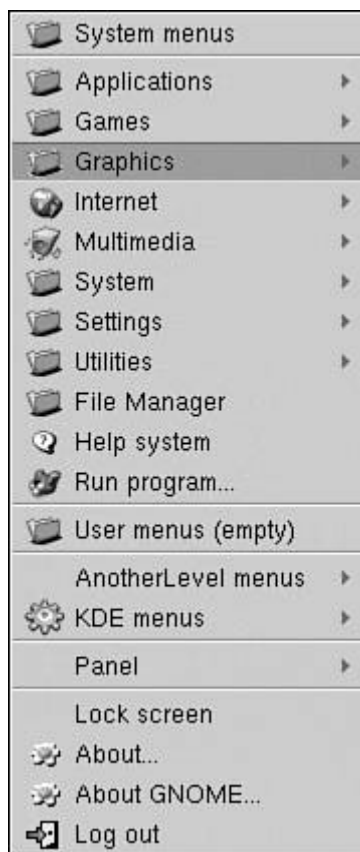 System menus
Applications
Games
Graphics
Internet
Multimedia
System
Settings
Utilities
File Manager
Help system
Run program...
User menus (empty)
AnotherLevel menus
KDE menus
Panel
Lock screen
About...
About GNOME...
Log out